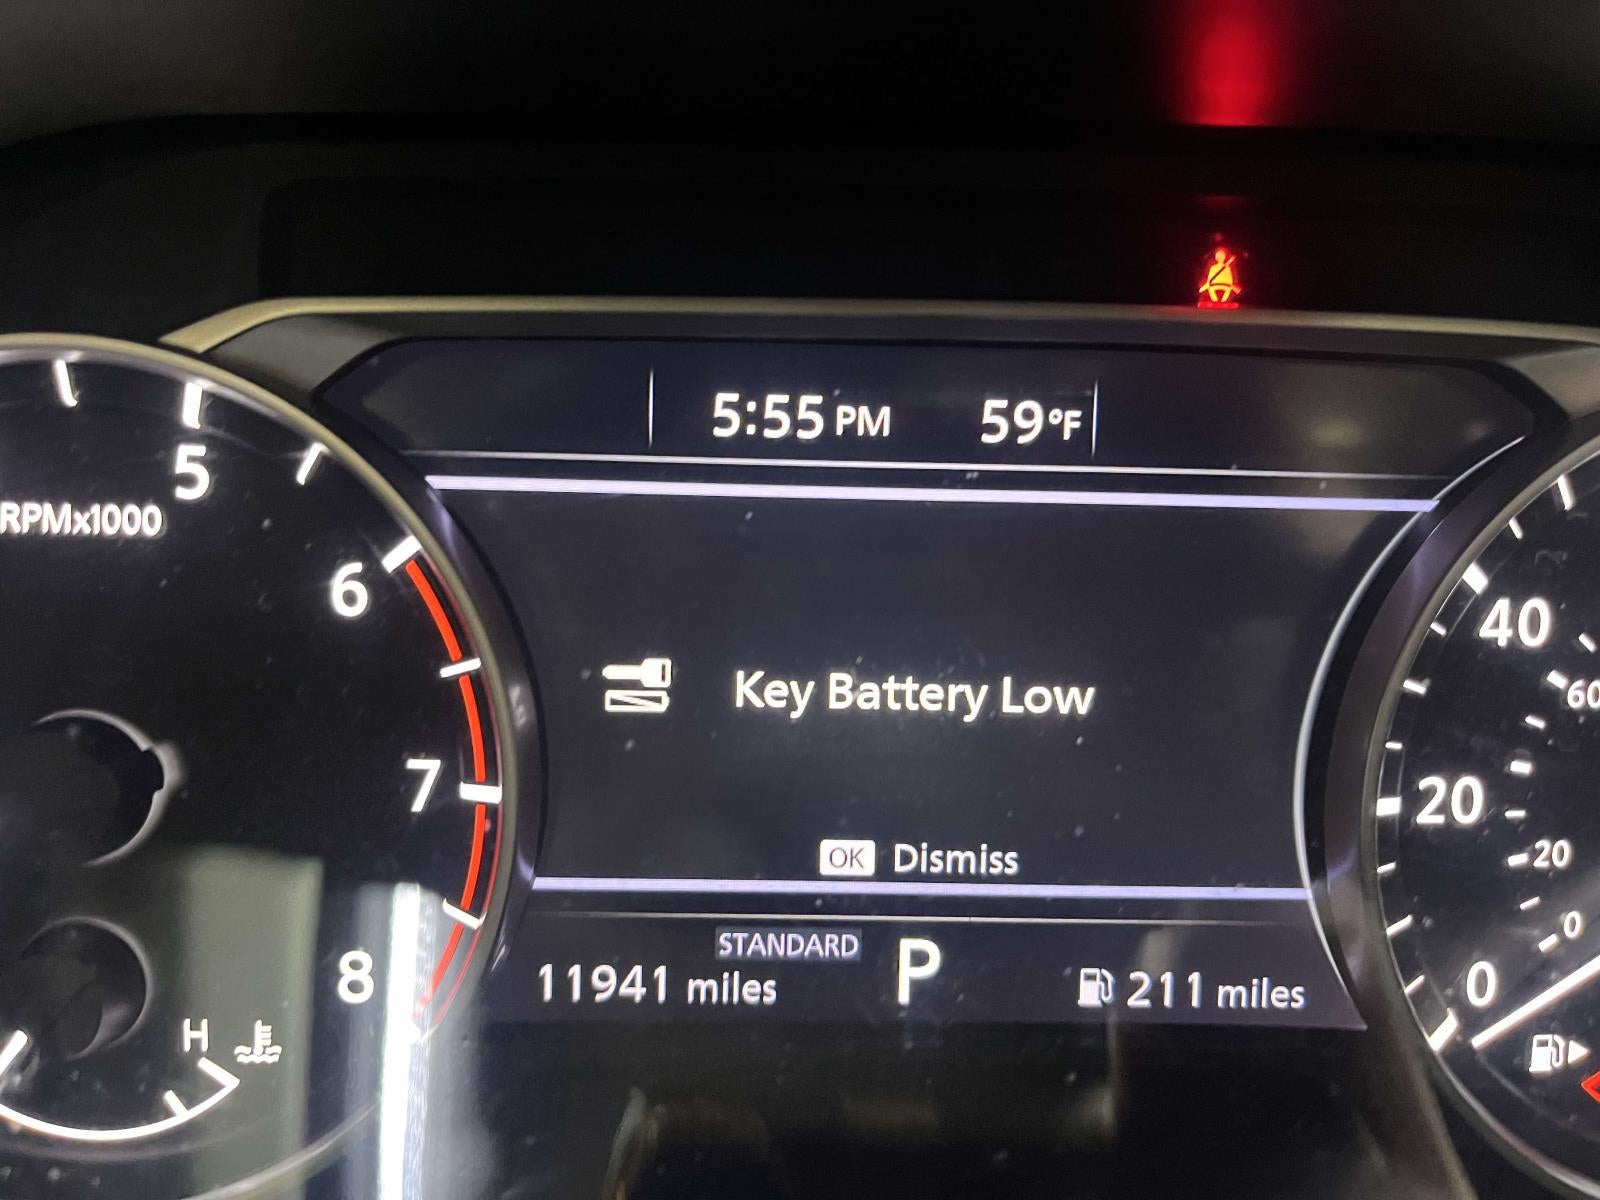 5:55 PM 59°F
5
RPMx1000
6
40
60
Key Battery Low
7
20
OK Dismiss
20
0
STANDARD
P
8
11941 miles
211 miles
0
H